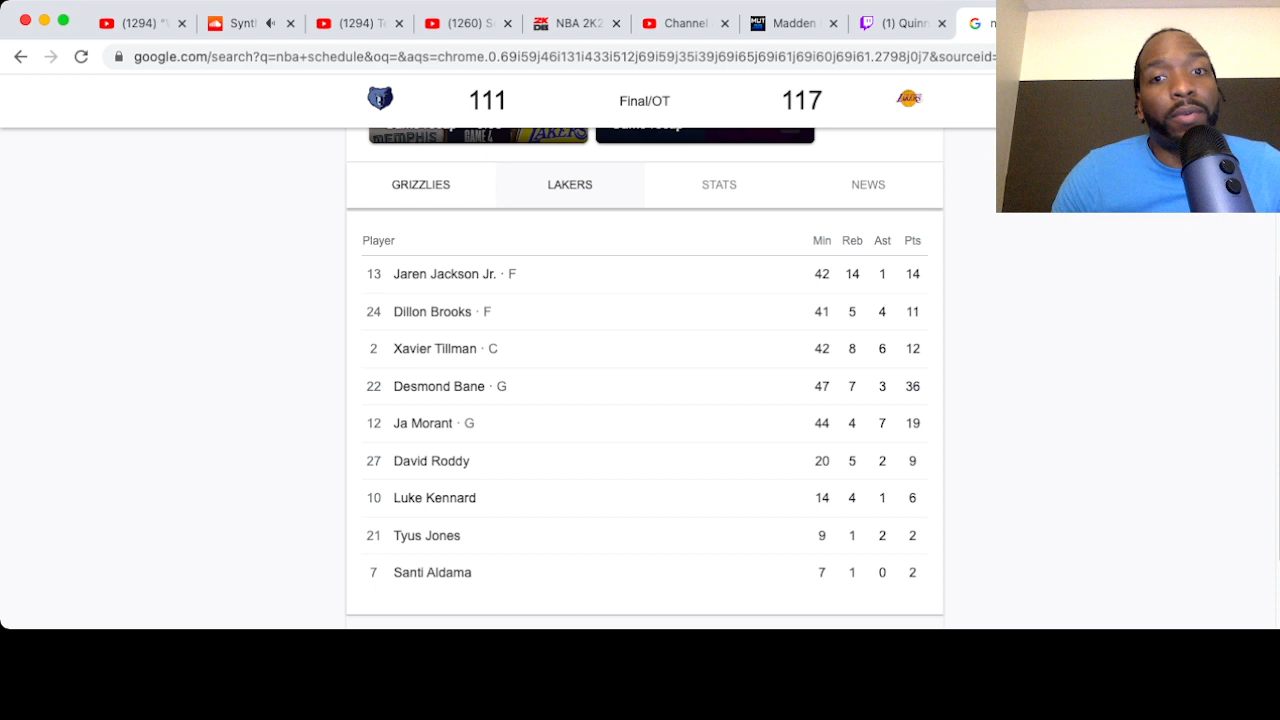 (1294) "\
Synth
(1294) T
(1260) S
NBA 2K2
Channel
Madden
(1) Quin
google.com/search?q=nba+schedule&oq=&aqs=chrome.0.69i59j46i131i433i512j69i59j35i39j69i65j69i61j69i60j69i61.2798j0j7&sourceid=
111 Final/OT 117
MEMPHIS GAME 4 LAKERS
GRIZZLIES LAKERS STATS NEWS
Player Min Reb Ast Pts
13 Jaren Jackson Jr. · F 42 14 1 14
24 Dillon Brooks · F 41 5 4 11
2 Xavier Tillman · C 42 8 6 12
22 Desmond Bane · G 47 7 3 36
12 Ja Morant · G 44 4 7 19
27 David Roddy 20 5 2 9
10 Luke Kennard 14 4 1 6
21 Tyus Jones 9 1 2 2
7 Santi Aldama 7 1 0 2